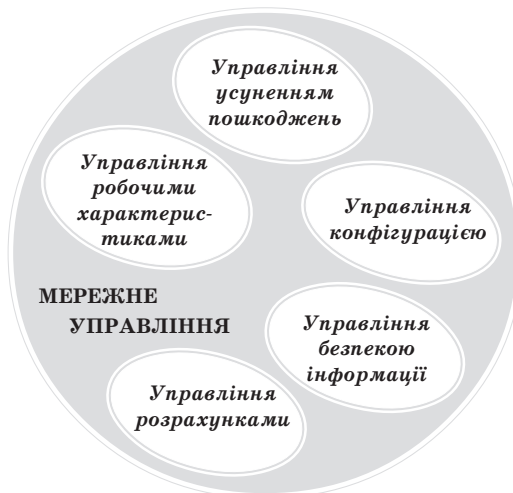 Управління
усуненням
пошкоджень
Управління
робочими
характерис-
тиками
Управління
конфігурацією
МЕРЕЖНЕ
УПРАВЛІННЯ
Управління
безпекою
інформації
Управління
розрахунками